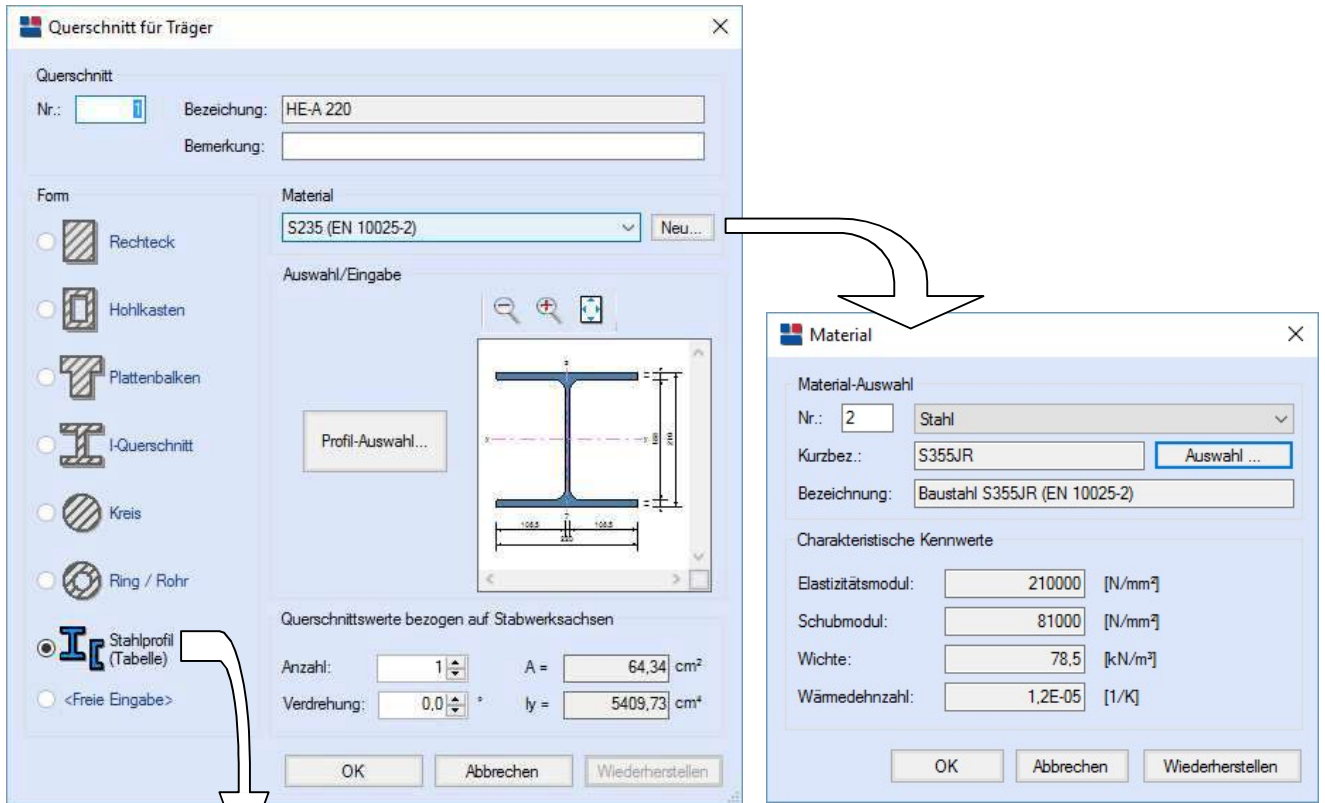 Querschnitt für Träger
Querschnitt
Nr.: 1 Bezeichung: HE-A 220
Bemerkung:
Form
Rechteck
Hohlkasten
Plattenbalken
I-Querschnitt
Kreis
Ring / Rohr
Stahlprofil
(Tabelle)
<Freie Eingabe>
Material
S235 (EN 10025-2) Neu...
Auswahl/Eingabe
Profil-Auswahl...
210
220
Querschnittswerte bezogen auf Stabwerksachsen
Anzahl: 1 A = 64,34 cm²
Verdrehung: 0,0 ° Iy = 5409,73 cm⁴
OK Abbrechen Wiederherstellen
Material
Material-Auswahl
Nr.: 2 Stahl
Kurzbez.: S355JR Auswahl ...
Bezeichnung: Baustahl S355JR (EN 10025-2)
Charakteristische Kennwerte
Elastizitätsmodul: 210000 [N/mm²]
Schubmodul: 81000 [N/mm²]
Wichte: 78,5 [kN/m³]
Wärmedehnzahl: 1,2E-05 [1/K]
OK Abbrechen Wiederherstellen